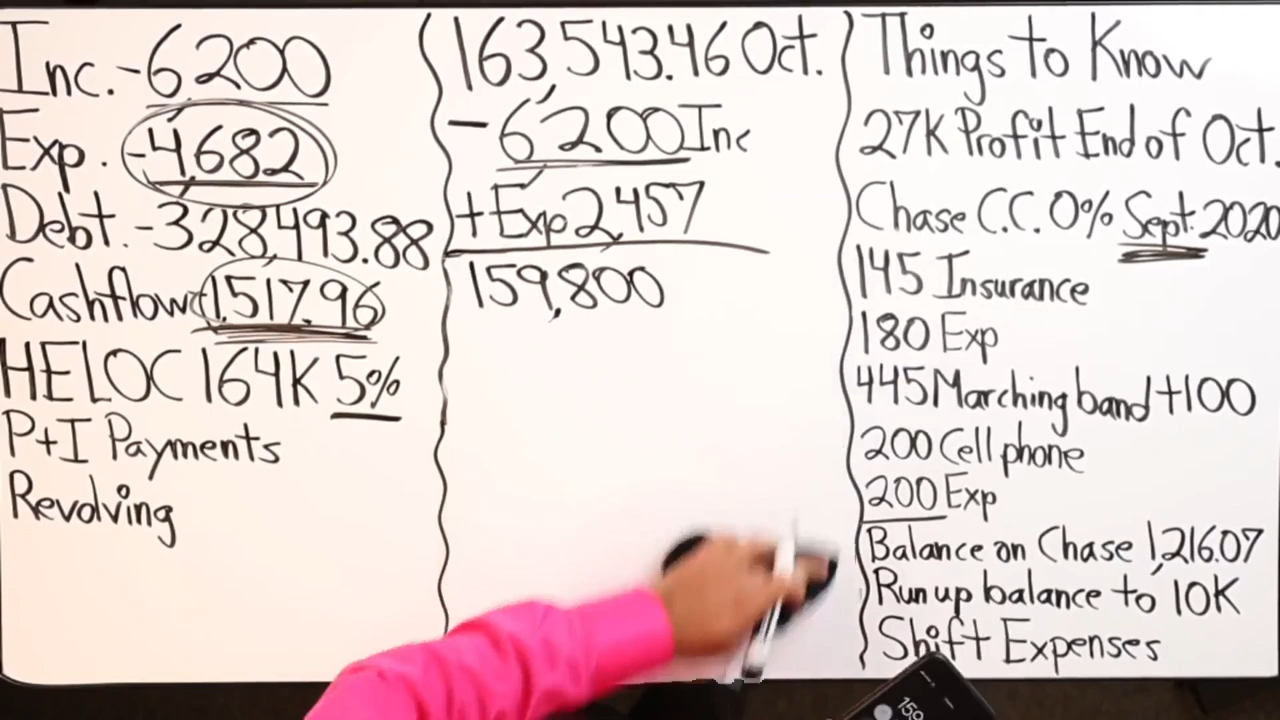 Inc. - 6,200
Exp. - 4,682
Debt. - 328,493.88
Cashflow + 1,517.96
HELOC 164K 5%
P+I Payments
Revolving
163,543.46 Oct.
- 6,200 Inc
+ Exp 2,457
159,800
Things to Know
27K Profit End of Oct.
Chase C.C. 0% Sept. 2020
145 Insurance
180 Exp
445 Marching band +100
200 Cell phone
200 Exp
Balance on Chase 1,216.07
Run up balance to 10K
Shift Expenses
159